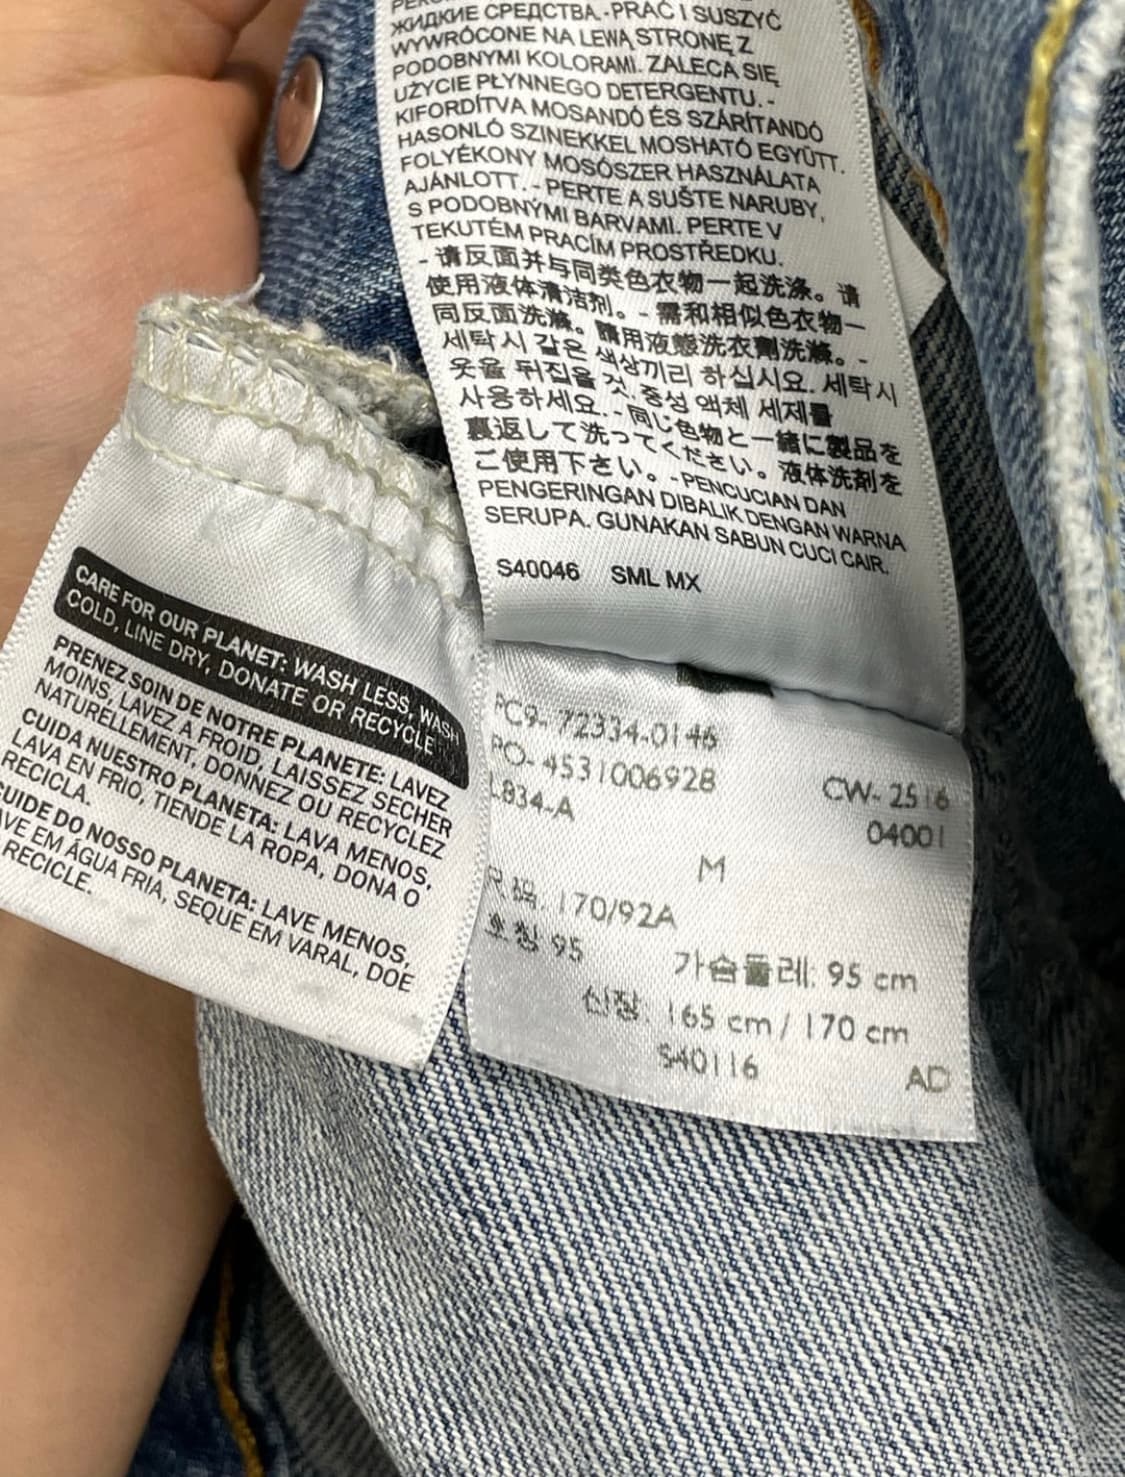 ЖИДКИЕ СРЕДСТВА.-PRAĆ I SUSZYĆ
WYWRÓCONE NA LEWĄ STRONĘ Z
PODOBNYMI KOLORAMI. ZALECA SIĘ
UŻYCIE PŁYNNEGO DETERGENTU. -
KIFORDÍTVA MOSANDÓ ÉS SZÁRÍTANDÓ
HASONLÓ SZINEKKEL MOSHATÓ EGYÜTT.
FOLYÉKONY MOSÓSZER HASZNÁLATA
AJÁNLOTT. - PERTE A SUŠTE NARUBY,
S PODOBNÝMI BARVAMI. PERTE V
TEKUTÉM PRACÍM PROSTŘEDKU.
- 请反面并与同类色衣物一起洗涤。请
使用液体清洁剂。- 需和相似色衣物一
同反面洗滌。請用液態洗衣劑洗滌。-
세탁시 같은 색상끼리 하십시요. 세탁시
옷을 뒤집을 것. 중성 액체 세제를
사용하세요. - 同じ色物と一緒に製品を
裏返して洗ってください。液体洗剤を
ご使用下さい。- PENCUCIAN DAN
PENGERINGAN DIBALIK DENGAN WARNA
SERUPA. GUNAKAN SABUN CUCI CAIR.
S40046 SML MX
CARE FOR OUR PLANET: WASH LESS, WASH
COLD, LINE DRY, DONATE OR RECYCLE
PRENEZ SOIN DE NOTRE PLANETE: LAVEZ
MOINS, LAVEZ A FROID, LAISSEZ SECHER
NATURELLEMENT, DONNEZ OU RECYCLEZ
CUIDA NUESTRO PLANETA: LAVA MENOS,
LAVA EN FRIO, TIENDE LA ROPA, DONA O
RECICLA.
CUIDE DO NOSSO PLANETA: LAVE MENOS,
LAVE EM ÁGUA FRIA, SEQUE EM VARAL, DOE
RECICLE.
PC9- 72334-0146
PO- 4531006928
L834-A
CW- 2516
04001
M
尺码: 170/92A
호칭 95
가슴둘레: 95 cm
신장: 165 cm / 170 cm
S40116
AD